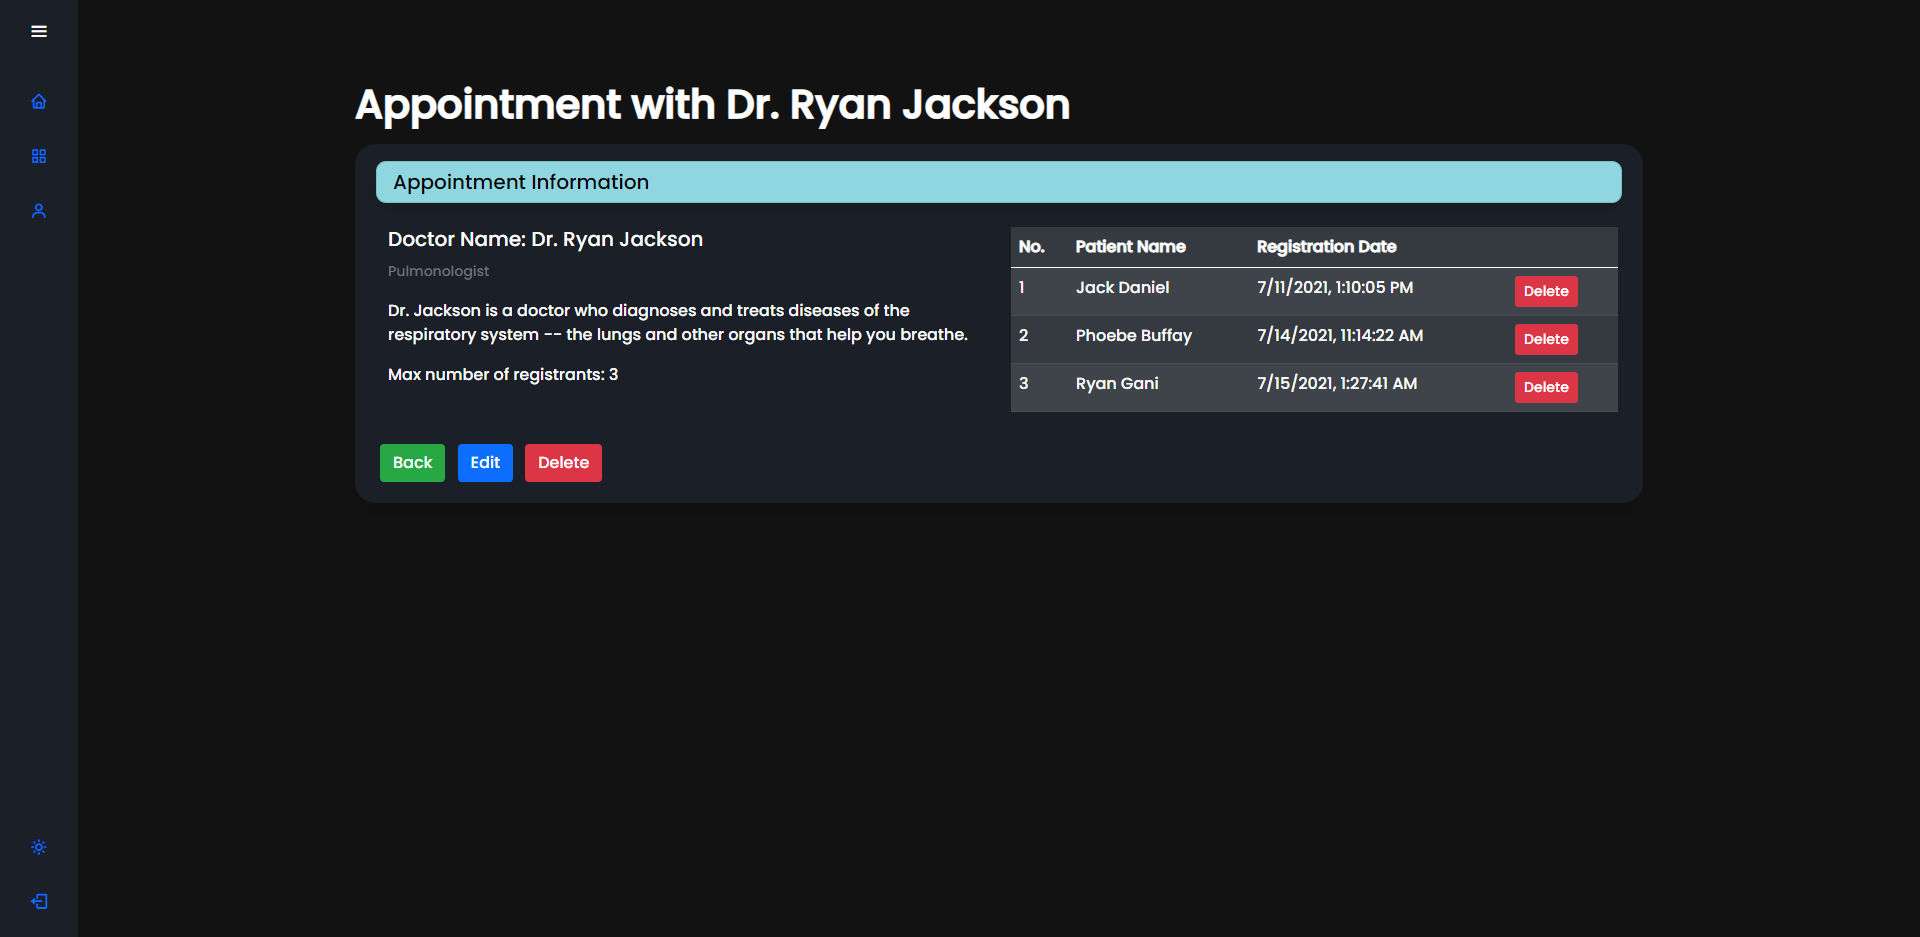 Appointment with Dr. Ryan Jackson
Appointment Information
Doctor Name: Dr. Ryan Jackson
Pulmonologist
Dr. Jackson is a doctor who diagnoses and treats diseases of the
respiratory system -- the lungs and other organs that help you breathe.
Max number of registrants: 3
No. Patient Name Registration Date
1 Jack Daniel 7/11/2021, 1:10:05 PM Delete
2 Phoebe Buffay 7/14/2021, 11:14:22 AM Delete
3 Ryan Gani 7/15/2021, 1:27:41 AM Delete
Back Edit Delete